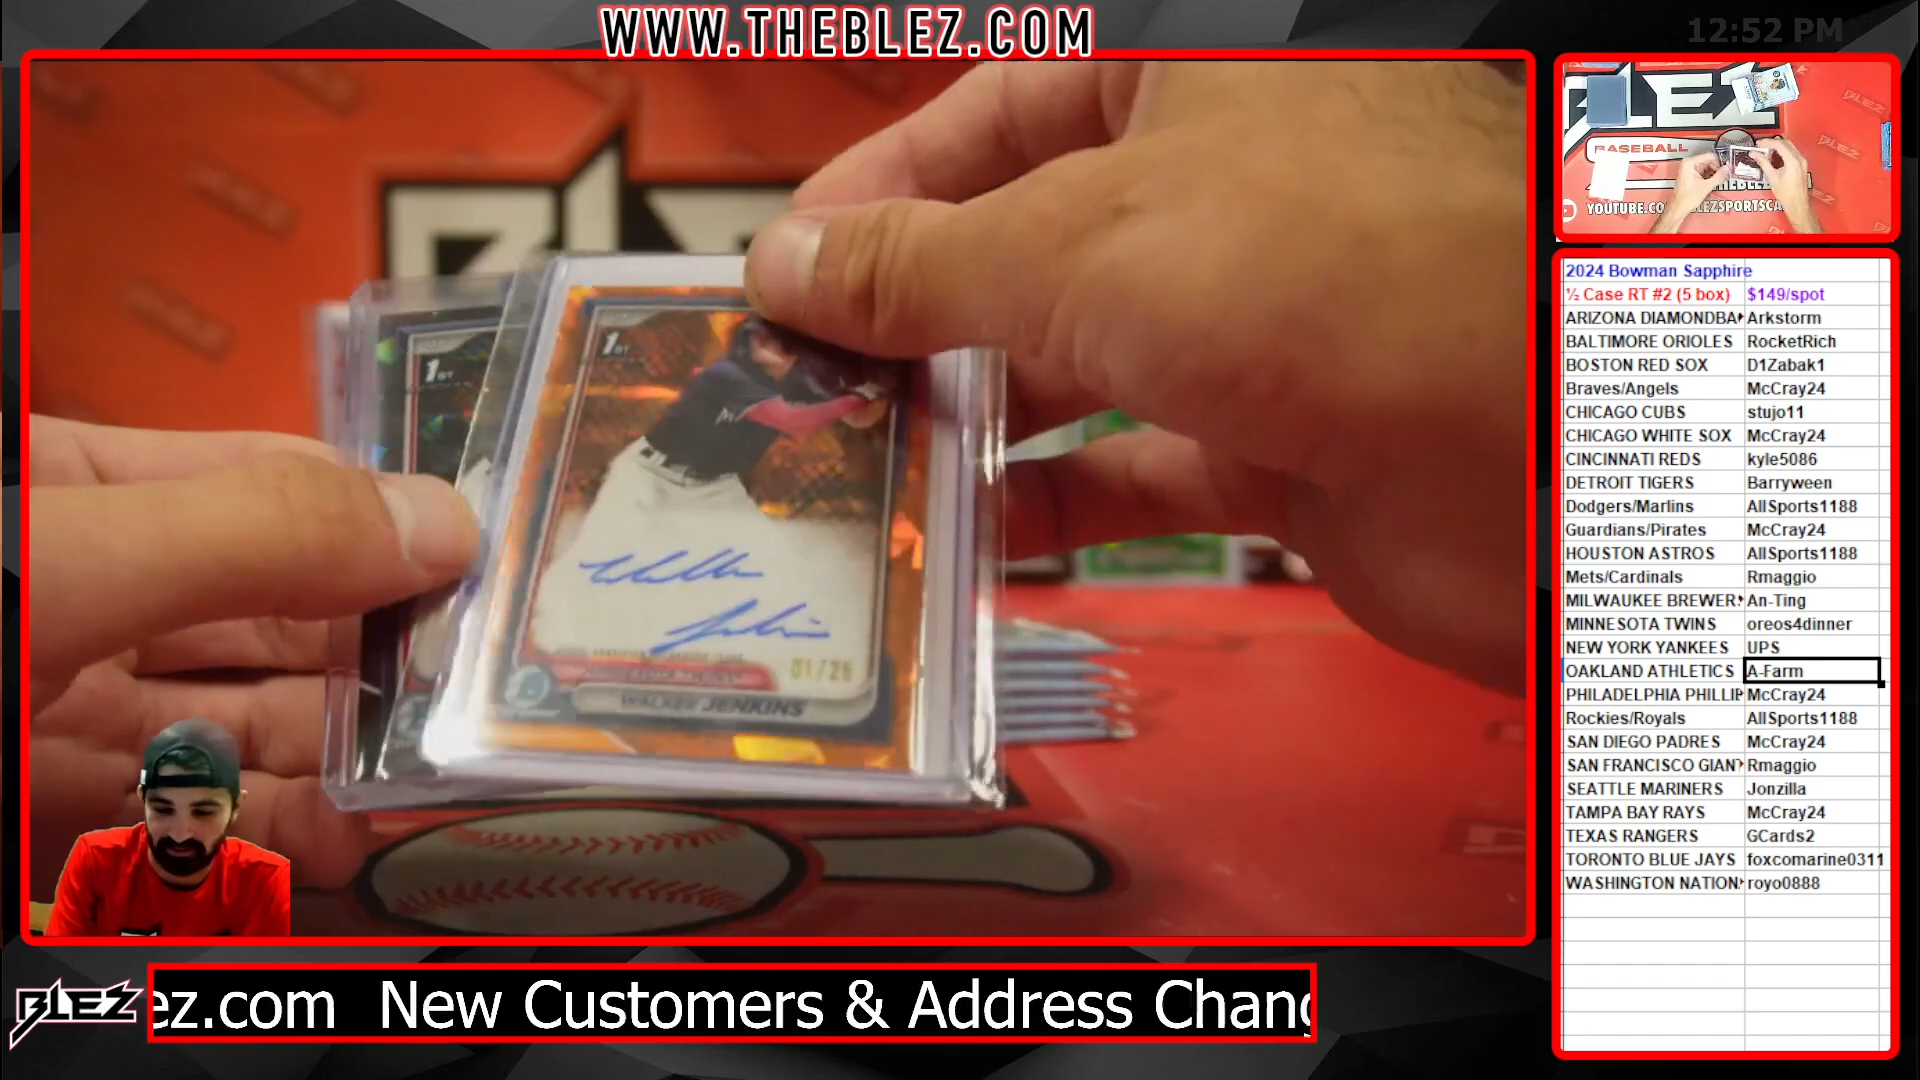 WWW.THEBLEZ.COM
12:52 PM
1ST
1ST
01/25
WALKER JENKINS
BLEZ
BASEBALL
YOUTUBE.CO
2024 Bowman Sapphire
½ Case RT #2 (5 box) $149/spot
ARIZONA DIAMONDBA Arkstorm
BALTIMORE ORIOLES RocketRich
BOSTON RED SOX D1Zabak1
Braves/Angels McCray24
CHICAGO CUBS stujo11
CHICAGO WHITE SOX McCray24
CINCINNATI REDS kyle5086
DETROIT TIGERS Barryween
Dodgers/Marlins AllSports1188
Guardians/Pirates McCray24
HOUSTON ASTROS AllSports1188
Mets/Cardinals Rmaggio
MILWAUKEE BREWER An-Ting
MINNESOTA TWINS oreos4dinner
NEW YORK YANKEES UPS
OAKLAND ATHLETICS A-Farm
PHILADELPHIA PHILLIE McCray24
Rockies/Royals AllSports1188
SAN DIEGO PADRES McCray24
SAN FRANCISCO GIAN Rmaggio
SEATTLE MARINERS Jonzilla
TAMPA BAY RAYS McCray24
TEXAS RANGERS GCards2
TORONTO BLUE JAYS foxcomarine0311
WASHINGTON NATION royo0888
BLEZ
ez.com New Customers & Address Chang